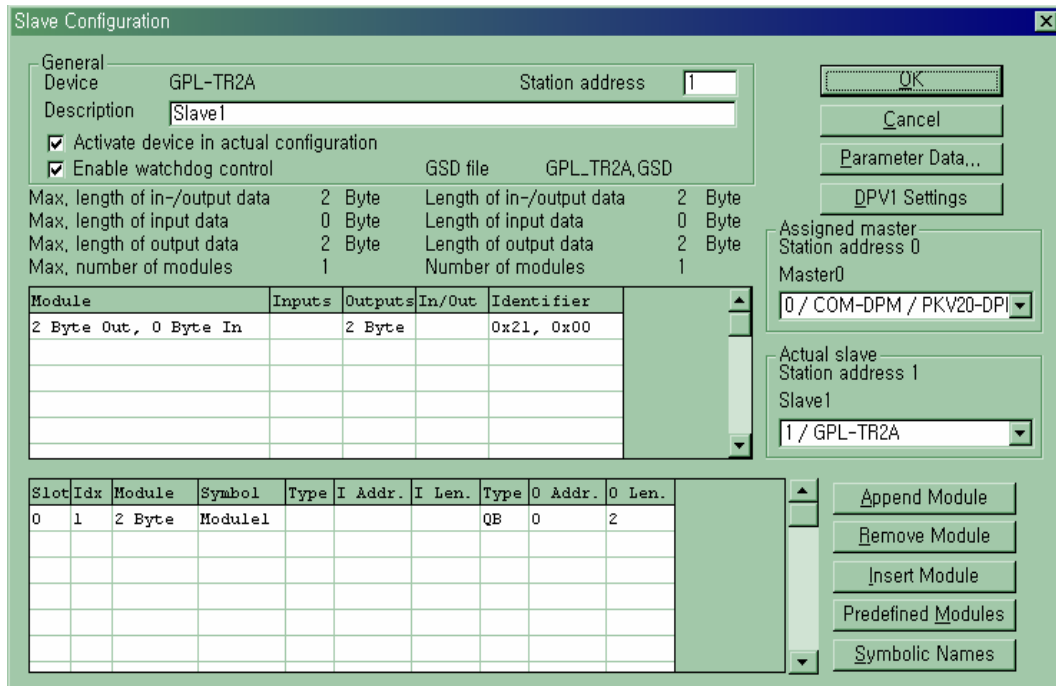 Slave Configuration
General
Device GPL-TR2A Station address 1
Description Slave1
Activate device in actual configuration
Enable watchdog control GSD file GPL_TR2A.GSD
Max. length of in-/output data 2 Byte Length of in-/output data 2 Byte
Max. length of input data 0 Byte Length of input data 0 Byte
Max. length of output data 2 Byte Length of output data 2 Byte
Max. number of modules 1 Number of modules 1
Module Inputs Outputs In/Out Identifier
2 Byte Out, 0 Byte In 2 Byte 0x21, 0x00
Slot Idx Module Symbol Type I Addr. I Len. Type O Addr. O Len.
0 1 2 Byte Module1 QB 0 2
OK
Cancel
Parameter Data...
DPV1 Settings
Assigned master
Station address 0
Master0
0 / COM-DPM / PKV20-DPI
Actual slave
Station address 1
Slave1
1 / GPL-TR2A
Append Module
Remove Module
Insert Module
Predefined Modules
Symbolic Names